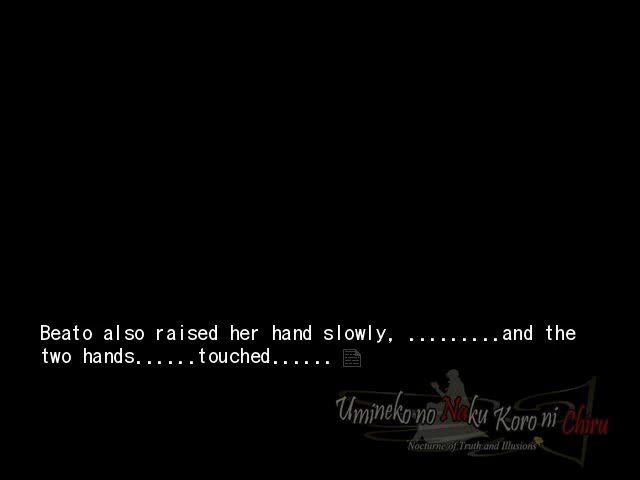 Beato also raised her hand slowly, .........and the
two hands......touched......
Umineko no Naku Koro ni Chiru
Nocturne of Truth and Illusions